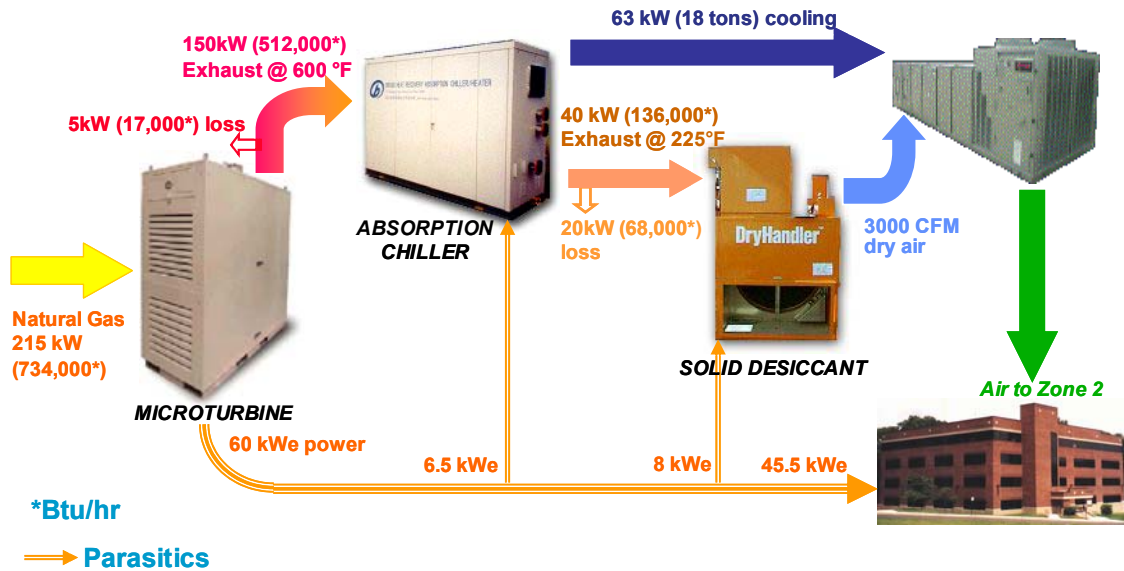 63 kW (18 tons) cooling
150kW (512,000*)
Exhaust @ 600 °F
5kW (17,000*) loss
40 kW (136,000*)
Exhaust @ 225°F
ABSORPTION
CHILLER
20kW (68,000*)
loss
DryHandler
3000 CFM
dry air
Natural Gas
215 kW
(734,000*)
SOLID DESICCANT
Air to Zone 2
MICROTURBINE
60 kWe power
6.5 kWe
8 kWe
45.5 kWe
*Btu/hr
Parasitics